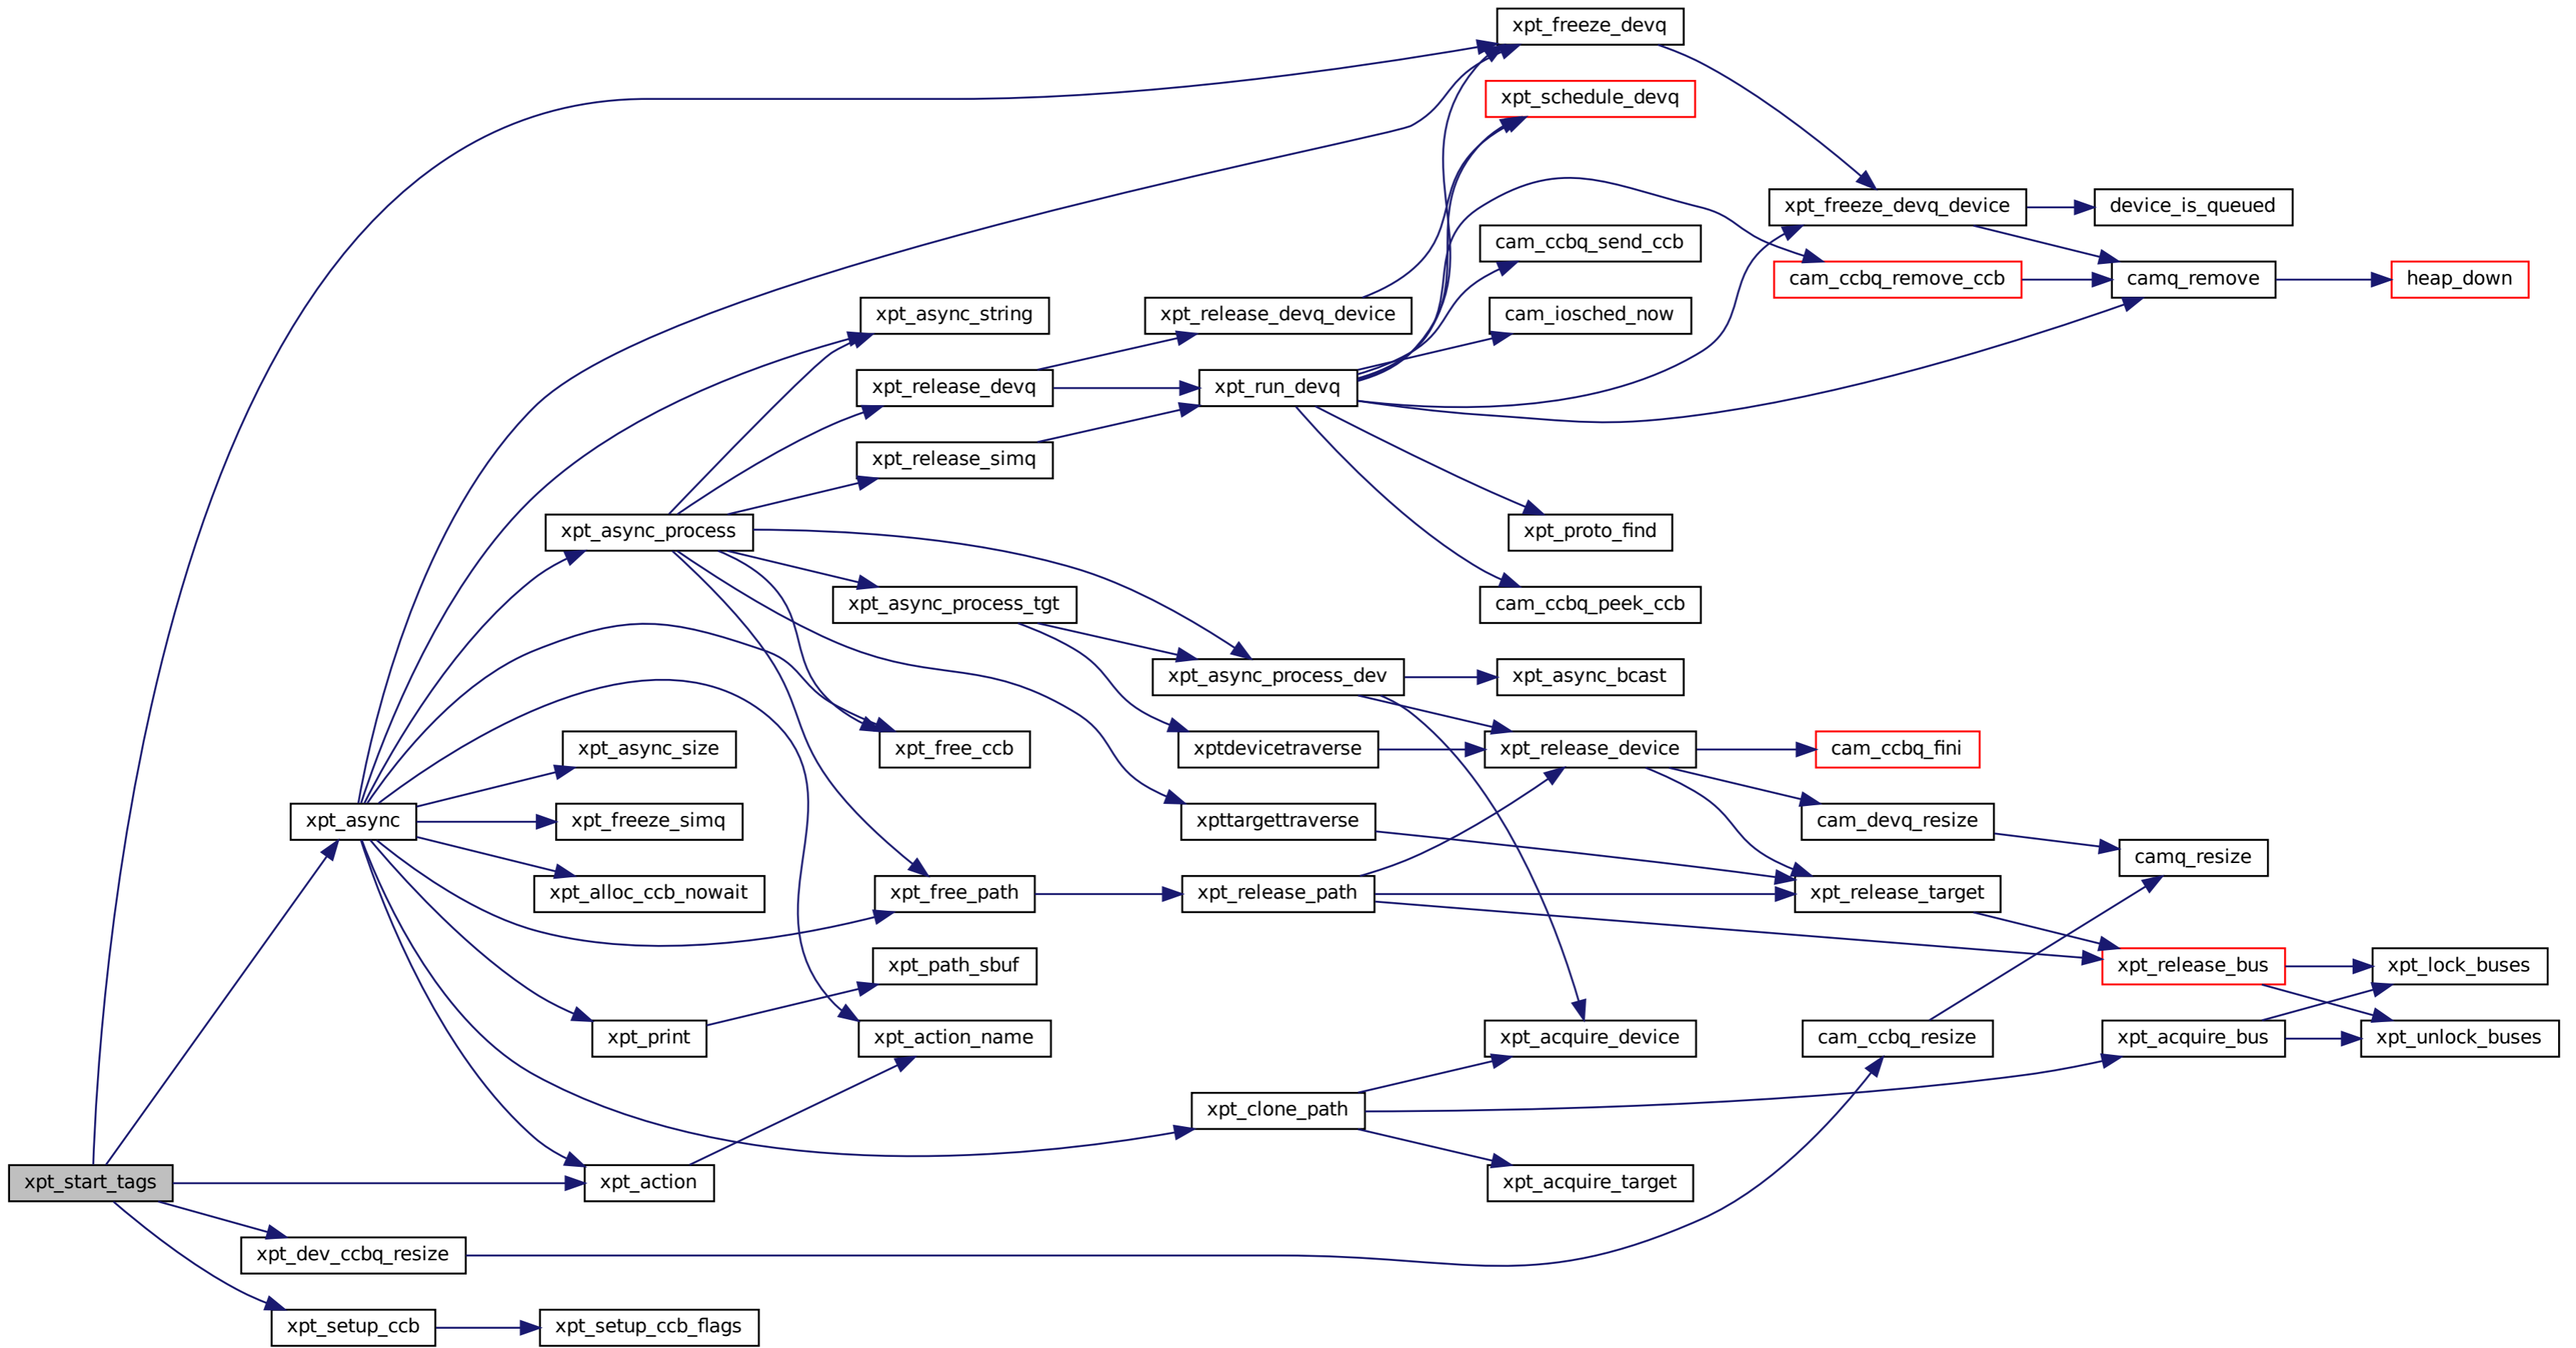 xpt_freeze_devq
xpt_schedule_devq
xpt_freeze_devq_device
device_is_queued
cam_ccbq_send_ccb
cam_ccbq_remove_ccb
camq_remove
heap_down
xpt_async_string
xpt_release_devq_device
cam_iosched_now
xpt_release_devq
xpt_run_devq
xpt_release_simq
xpt_async_process
xpt_proto_find
xpt_async_process_tgt
cam_ccbq_peek_ccb
xpt_async_process_dev
xpt_async_bcast
xpt_async_size
xpt_free_ccb
xptdevicetraverse
xpt_release_device
cam_ccbq_fini
xpt_async
xpt_freeze_simq
xpttargettraverse
cam_devq_resize
camq_resize
xpt_alloc_ccb_nowait
xpt_free_path
xpt_release_path
xpt_release_target
xpt_path_sbuf
xpt_release_bus
xpt_lock_buses
xpt_print
xpt_action_name
xpt_acquire_device
cam_ccbq_resize
xpt_acquire_bus
xpt_unlock_buses
xpt_clone_path
xpt_start_tags
xpt_action
xpt_acquire_target
xpt_dev_ccbq_resize
xpt_setup_ccb
xpt_setup_ccb_flags